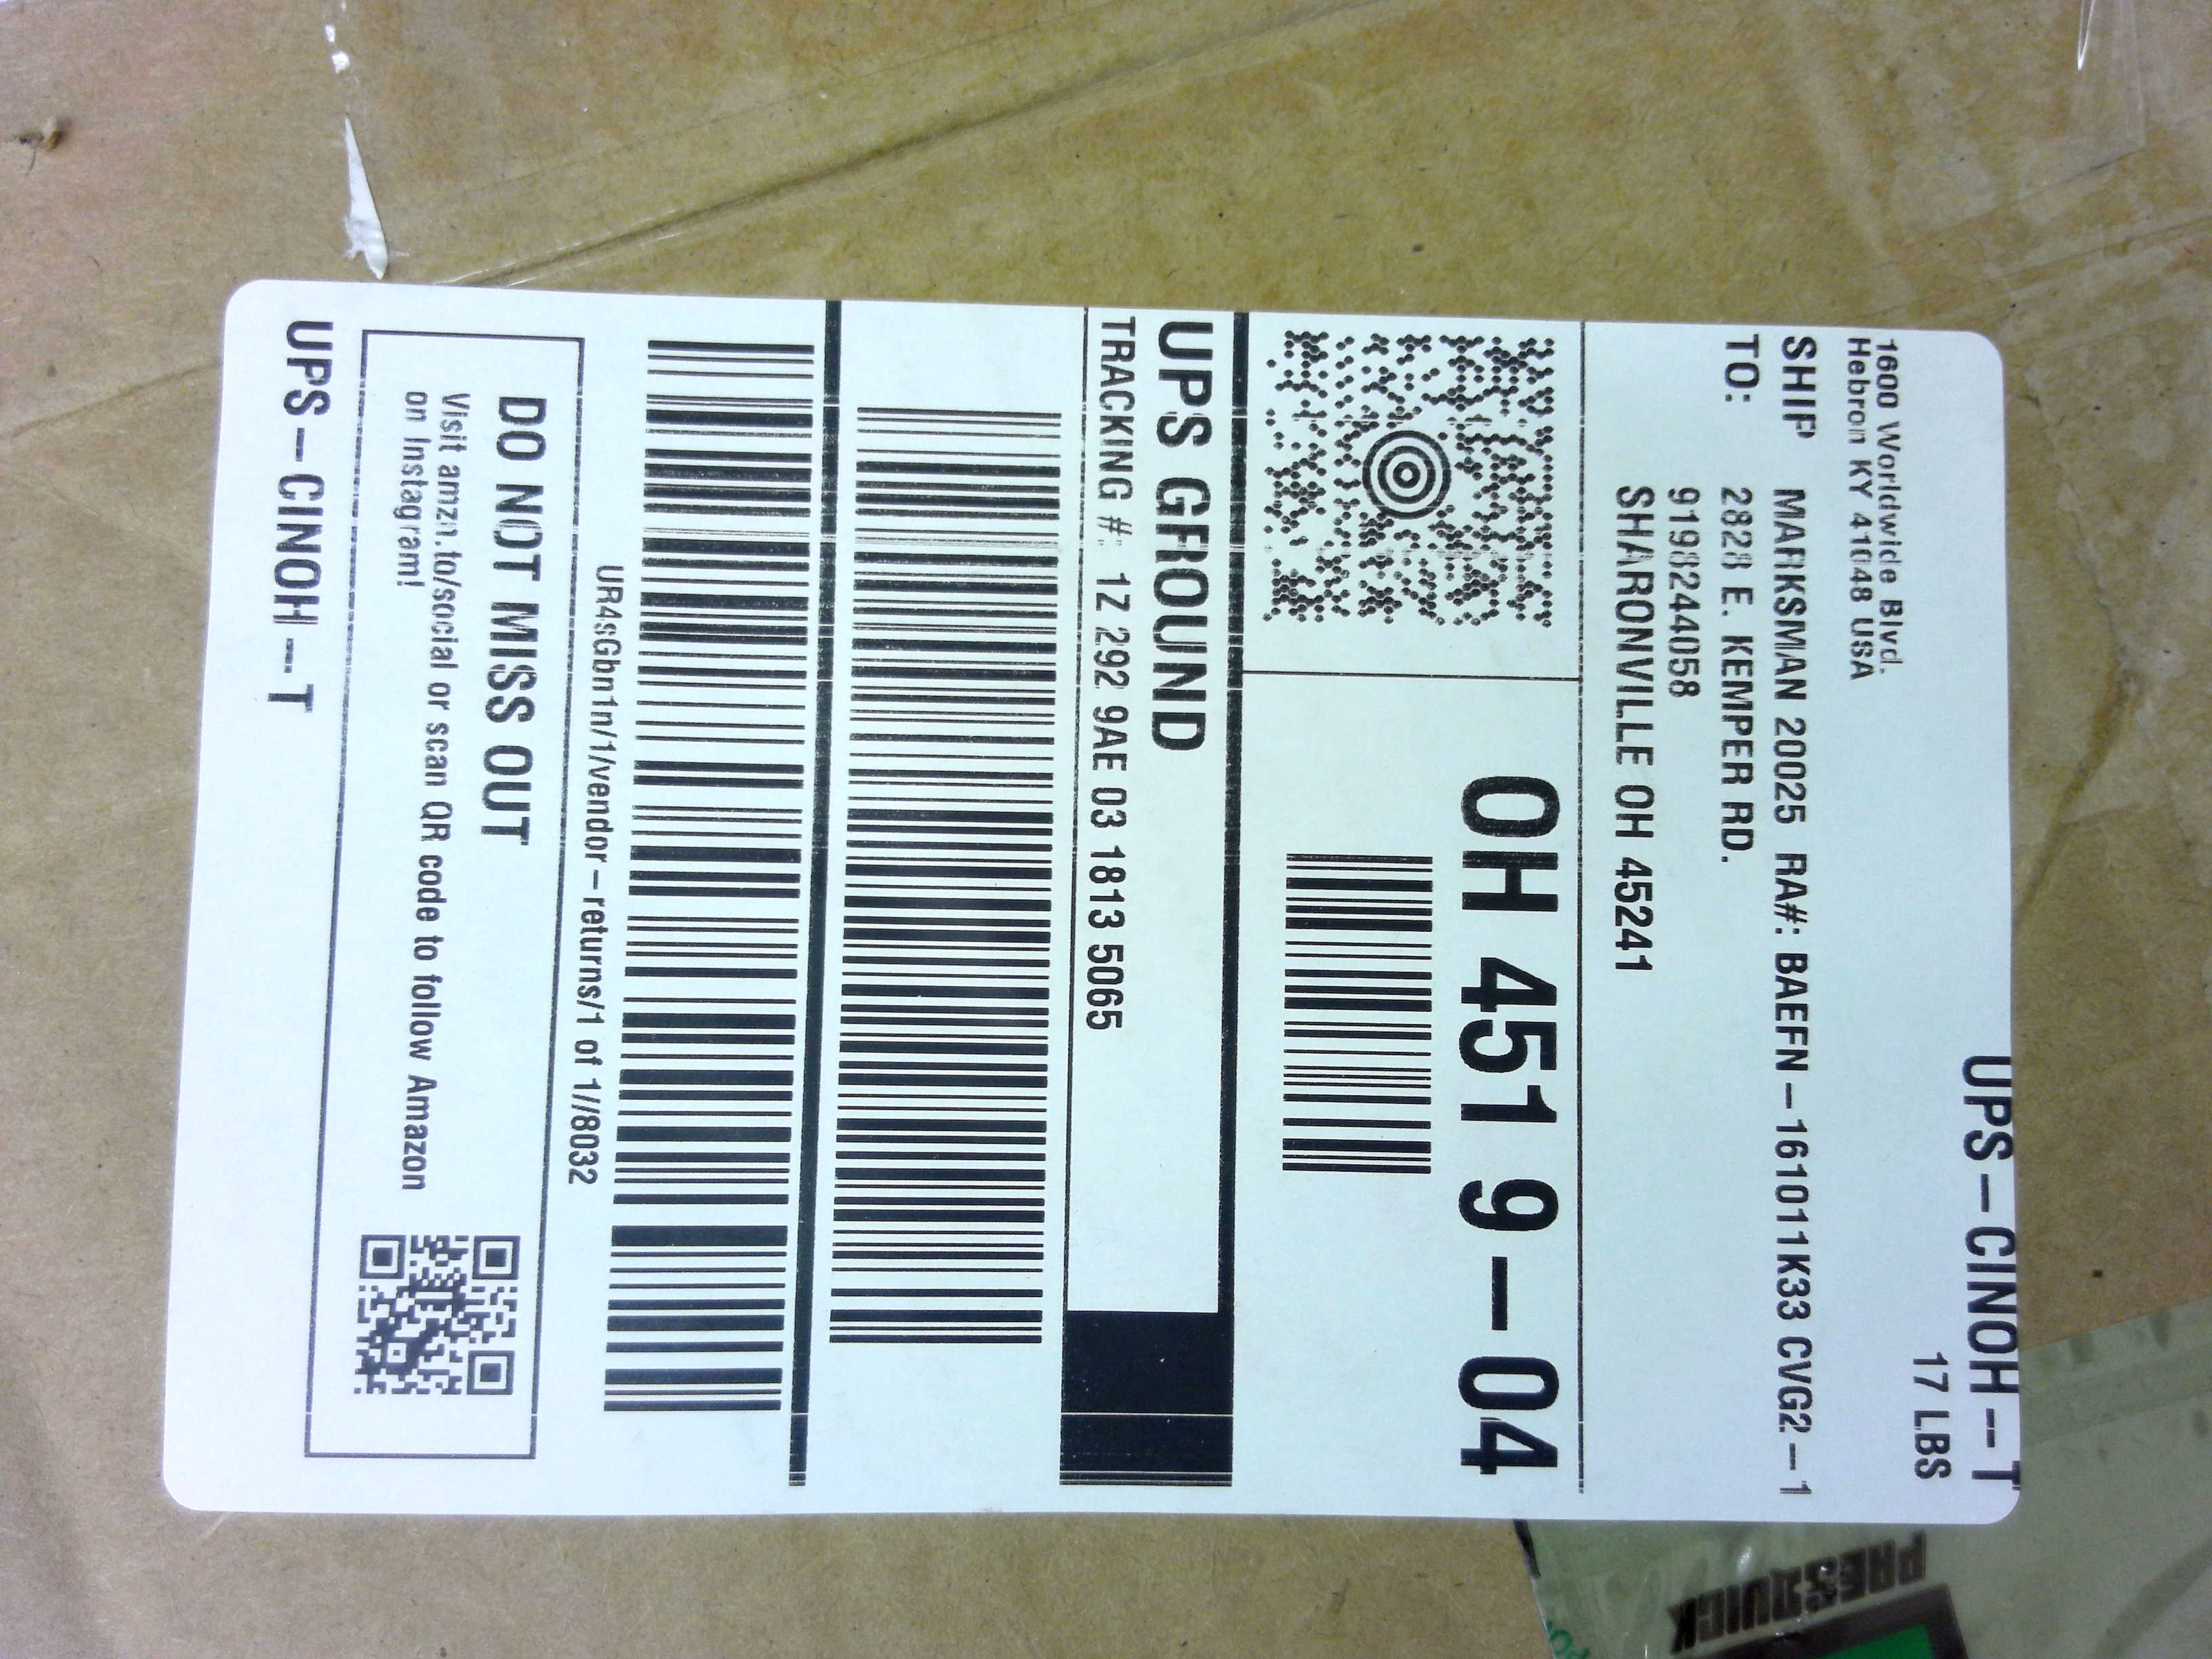 UPS-CINOH--T
17 LBS
1600 Worldwide Blvd.
Hebron KY 41048 USA
SHIP MARKSMAN 20025 RA#: BAEFN-161011K33 CVG2-1
TO: 2828 E. KEMPER RD.
9198244058
SHARONVILLE OH 45241
OH 451 9-04
UPS GROUND
TRACKING #: 1Z 292 9AE 03 1813 5065
UR4sGbn1n/1/vendor-returns/1 of 1//8032
DO NOT MISS OUT
Visit amzn.to/social or scan QR code to follow Amazon
on Instagram!
UPS-CINOH--T